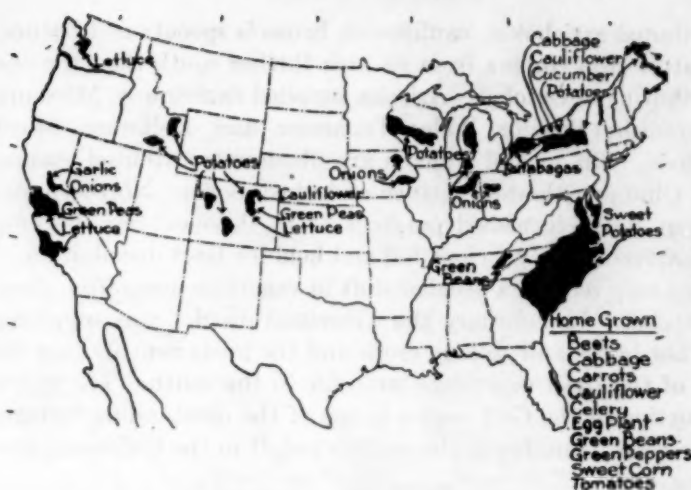 Lettuce
Garlic
Onions
Green Peas
Lettuce
Potatoes
Cauliflower
Green Peas
Lettuce
Onions
Potatoes
Onions
Rutabagas
Cabbage
Cauliflower
Cucumber
Potatoes
Green
Sweet
Potatoes
Home Grown
Beets
Cabbage
Carrots
Cauliflower
Celery
Egg Plant
Green Beans
Green Peppers
Sweet Corn
Tomatoes